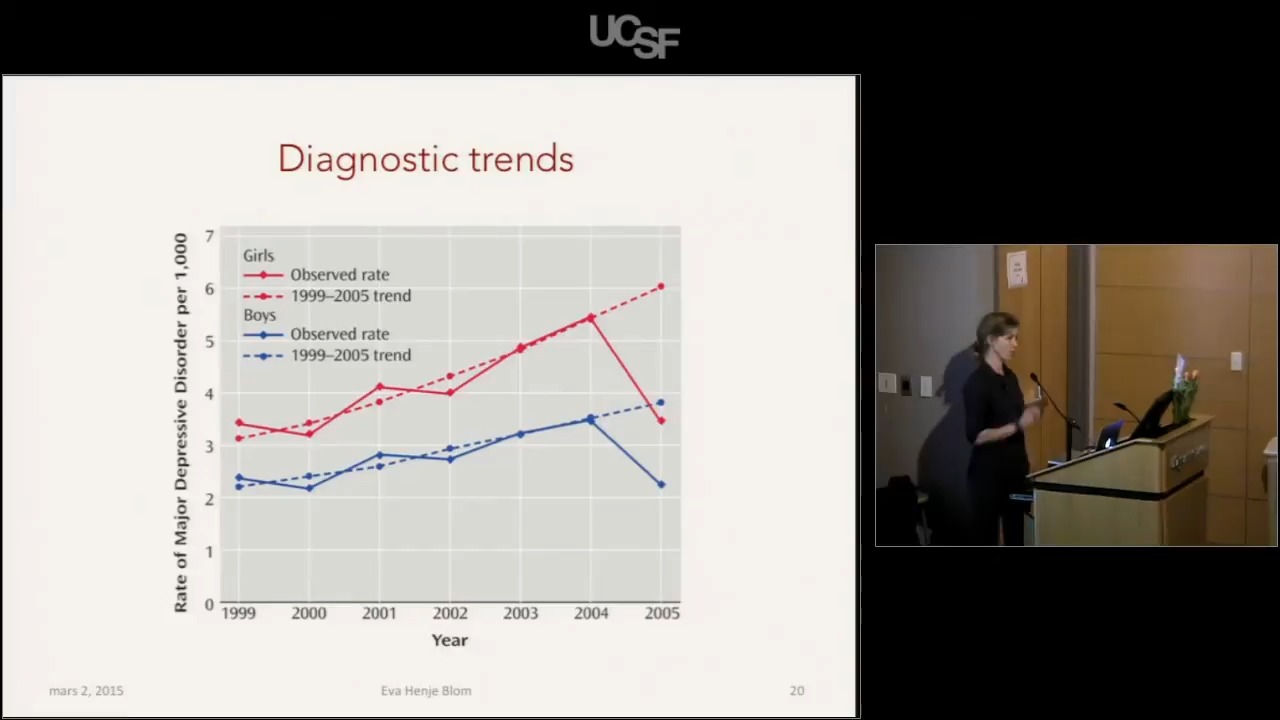 UCSF
Diagnostic trends
Rate of Major Depressive Disorder per 1,000
7
6
5
4
3
2
1
0
Girls
Observed rate
1999–2005 trend
Boys
Observed rate
1999–2005 trend
1999 2000 2001 2002 2003 2004 2005
Year
mars 2, 2015 Eva Henje Blom 20